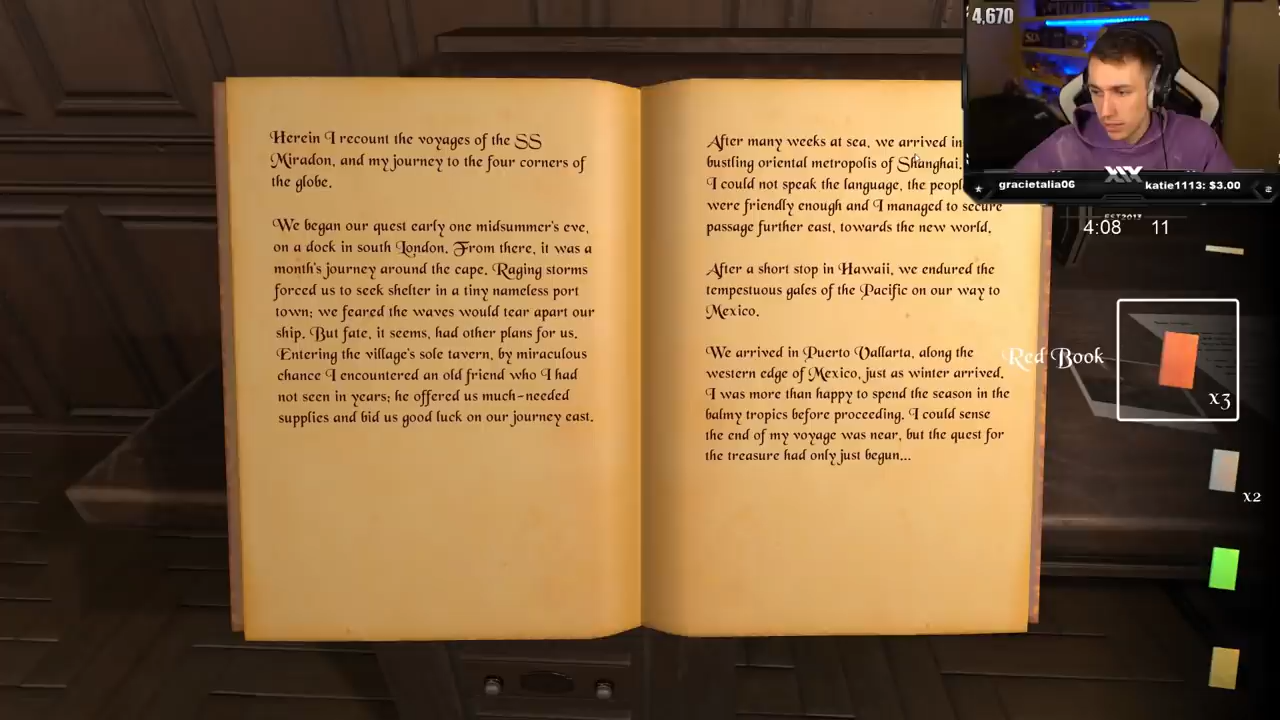 Herein I recount the voyages of the SS
Miradon, and my journey to the four corners of
the globe.
We began our quest early one midsummer's eve,
on a dock in south London. From there, it was a
month's journey around the cape. Raging storms
forced us to seek shelter in a tiny nameless port
town; we feared the waves would tear apart our
ship. But fate, it seems, had other plans for us.
Entering the village's sole tavern, by miraculous
chance I encountered an old friend who I had
not seen in years; he offered us much-needed
supplies and bid us good luck on our journey east.
After many weeks at sea, we arrived in
bustling oriental metropolis of Shanghai.
I could not speak the language, the
were friendly enough and I managed to secure
passage further east, towards the new world.
After a short stop in Hawaii, we endured the
tempestuous gales of the Pacific on our way to
Mexico.
We arrived in Puerto Vallarta, along the
western edge of Mexico, just as winter arrived.
I was more than happy to spend the season in the
balmy tropics before proceeding. I could sense
the end of my voyage was near, but the quest for
the treasure had only just begun...
4,670
XIX
gracietalia06
katie1113: $3.00
4:08 11
Red Book
x3
x2